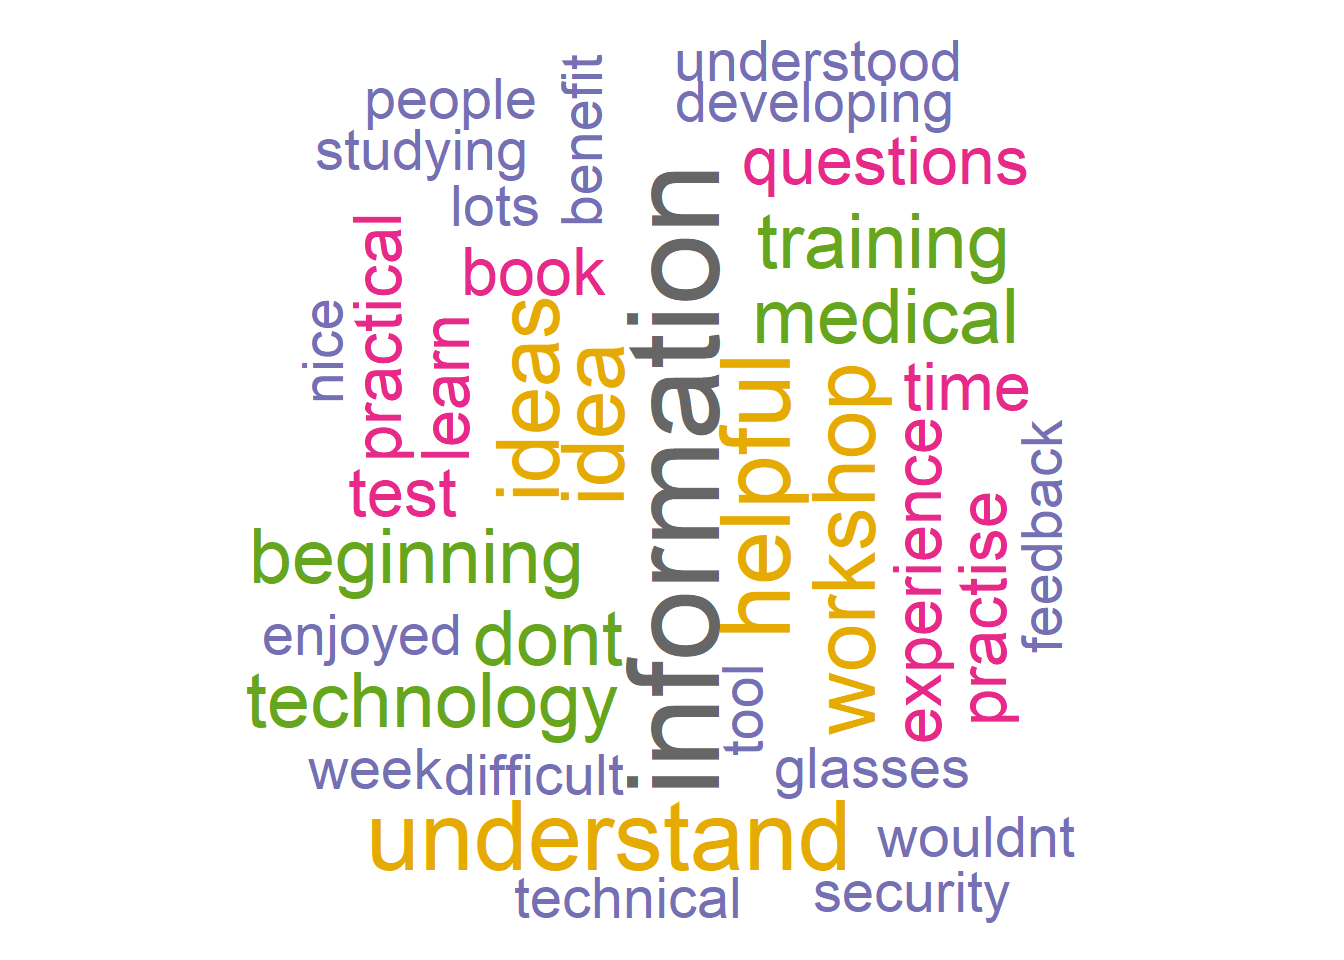 understood
people
benefit
developing
studying
questions
lots
training
practical
book
information
medical
nice
learn
ideas
idea
helpful
workshop
time
test
experience
practise
feedback
beginning
enjoyed
dont
technology
tool
week
difficult
glasses
understand
wouldnt
technical
security